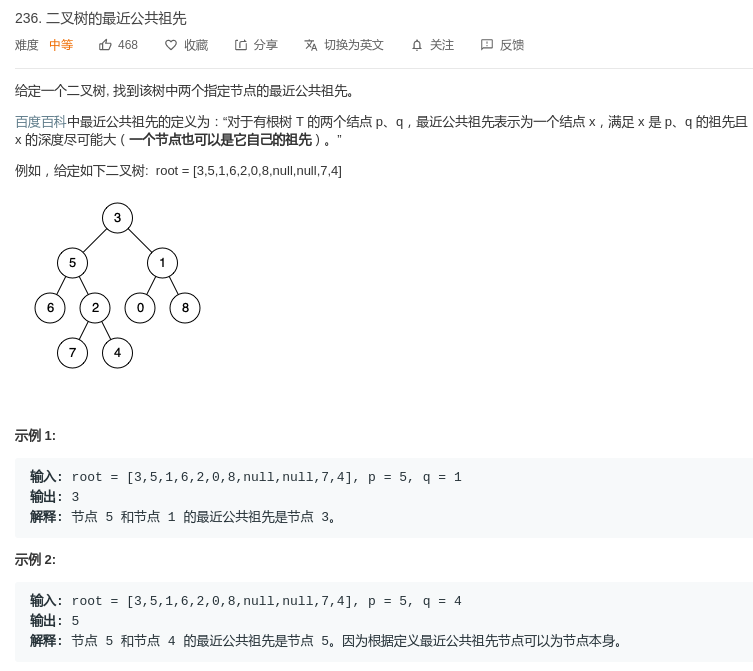 236. 二叉树的最近公共祖先
难度 中等 468 收藏 分享 切换为英文 关注 反馈
给定一个二叉树, 找到该树中两个指定节点的最近公共祖先。
百度百科中最近公共祖先的定义为：“对于有根树 T 的两个结点 p、q，最近公共祖先表示为一个结点 x，满足 x 是 p、q 的祖先且
x 的深度尽可能大（一个节点也可以是它自己的祖先）。”
例如，给定如下二叉树: root = [3,5,1,6,2,0,8,null,null,7,4]
3
5 1
6 2 0 8
7 4
示例 1:
输入: root = [3,5,1,6,2,0,8,null,null,7,4], p = 5, q = 1
输出: 3
解释: 节点 5 和节点 1 的最近公共祖先是节点 3。
示例 2:
输入: root = [3,5,1,6,2,0,8,null,null,7,4], p = 5, q = 4
输出: 5
解释: 节点 5 和节点 4 的最近公共祖先是节点 5。因为根据定义最近公共祖先节点可以为节点本身。